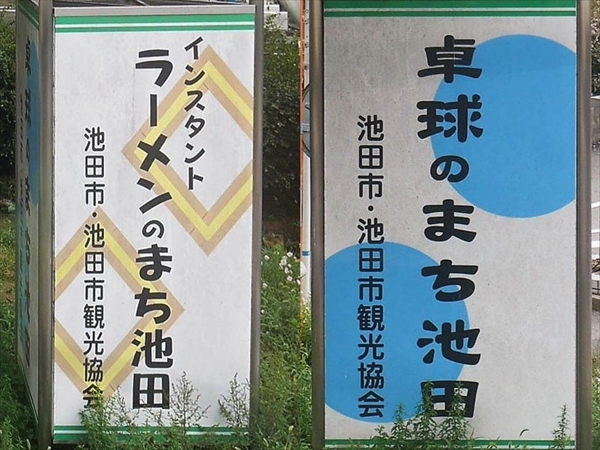 インスタント
ラーメンのまち池田
池田市・池田市観光協会
卓球のまち池田
池田市・池田市観光協会